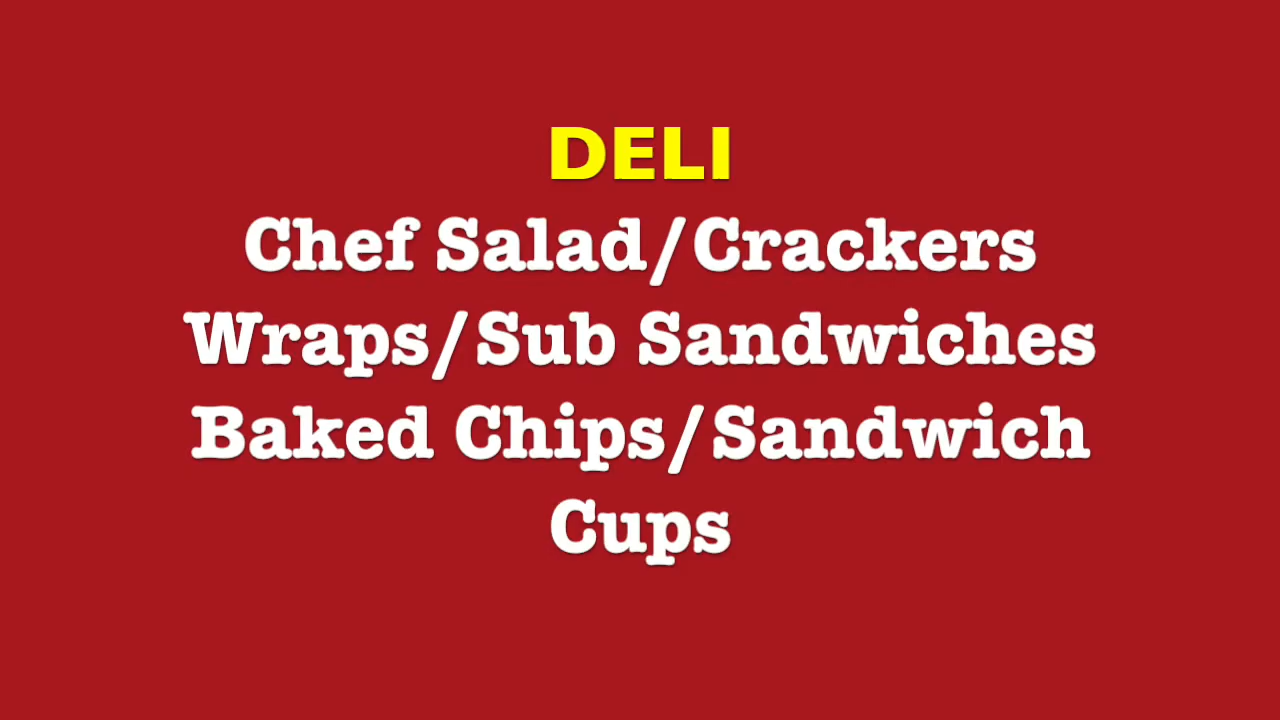 DELI
Chef Salad/Crackers
Wraps/Sub Sandwiches
Baked Chips/Sandwich
Cups